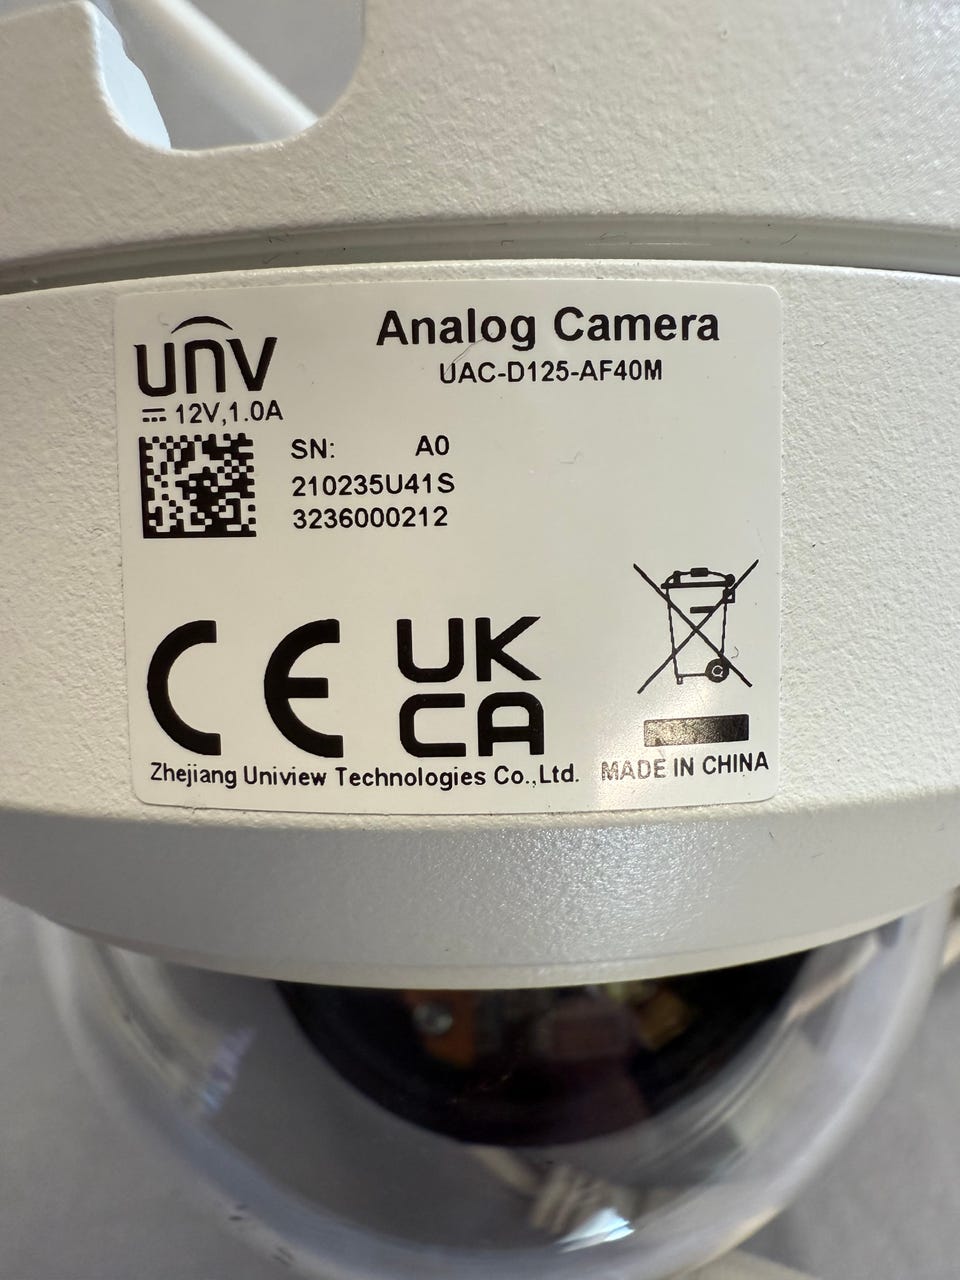 unv
Analog Camera
UAC-D125-AF40M
12V,1.0A
SN: A0
210235U41S
3236000212
CE
UK
CA
Zhejiang Uniview Technologies Co.,Ltd.
MADE IN CHINA